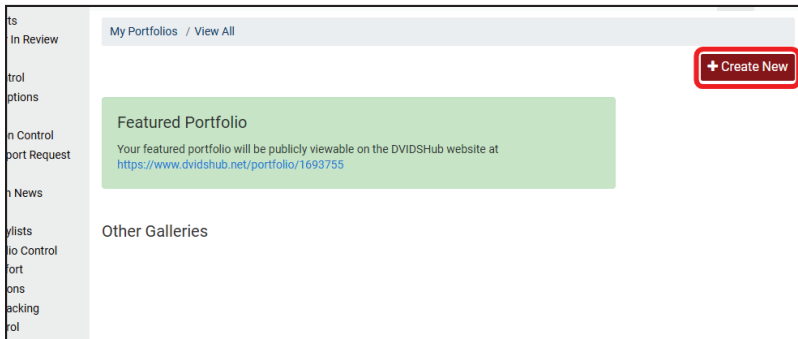 ts
In Review
trol
ptions
n Control
port Request
n News
ylists
lio Control
fort
ons
acking
rol
My Portfolios / View All
+ Create New
Featured Portfolio
Your featured portfolio will be publicly viewable on the DVIDSHub website at
https://www.dvidshub.net/portfolio/1693755
Other Galleries